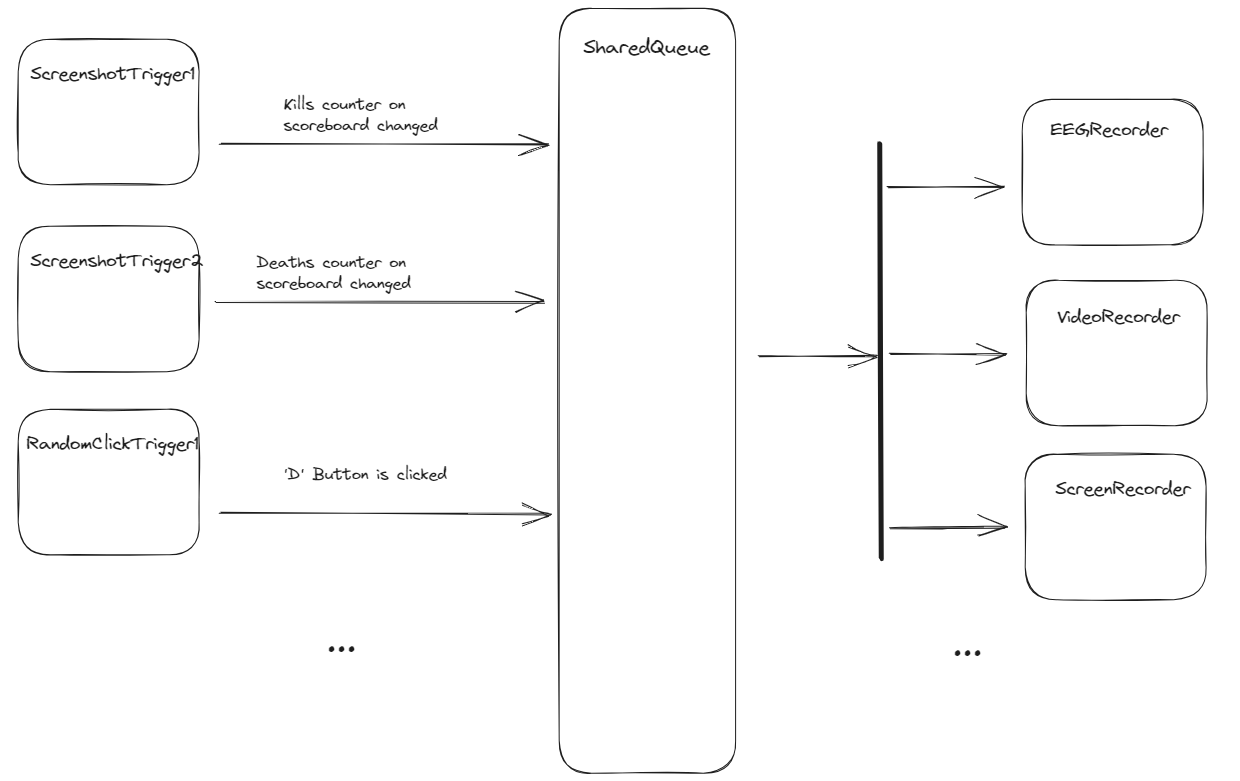 ScreenshotTrigger1
Kills counter on
scoreboard changed
ScreenshotTrigger2
Deaths counter on
scoreboard changed
RandomClickTrigger1
'D' Button is clicked
...
SharedQueue
EEGRecorder
VideoRecorder
ScreenRecorder
...